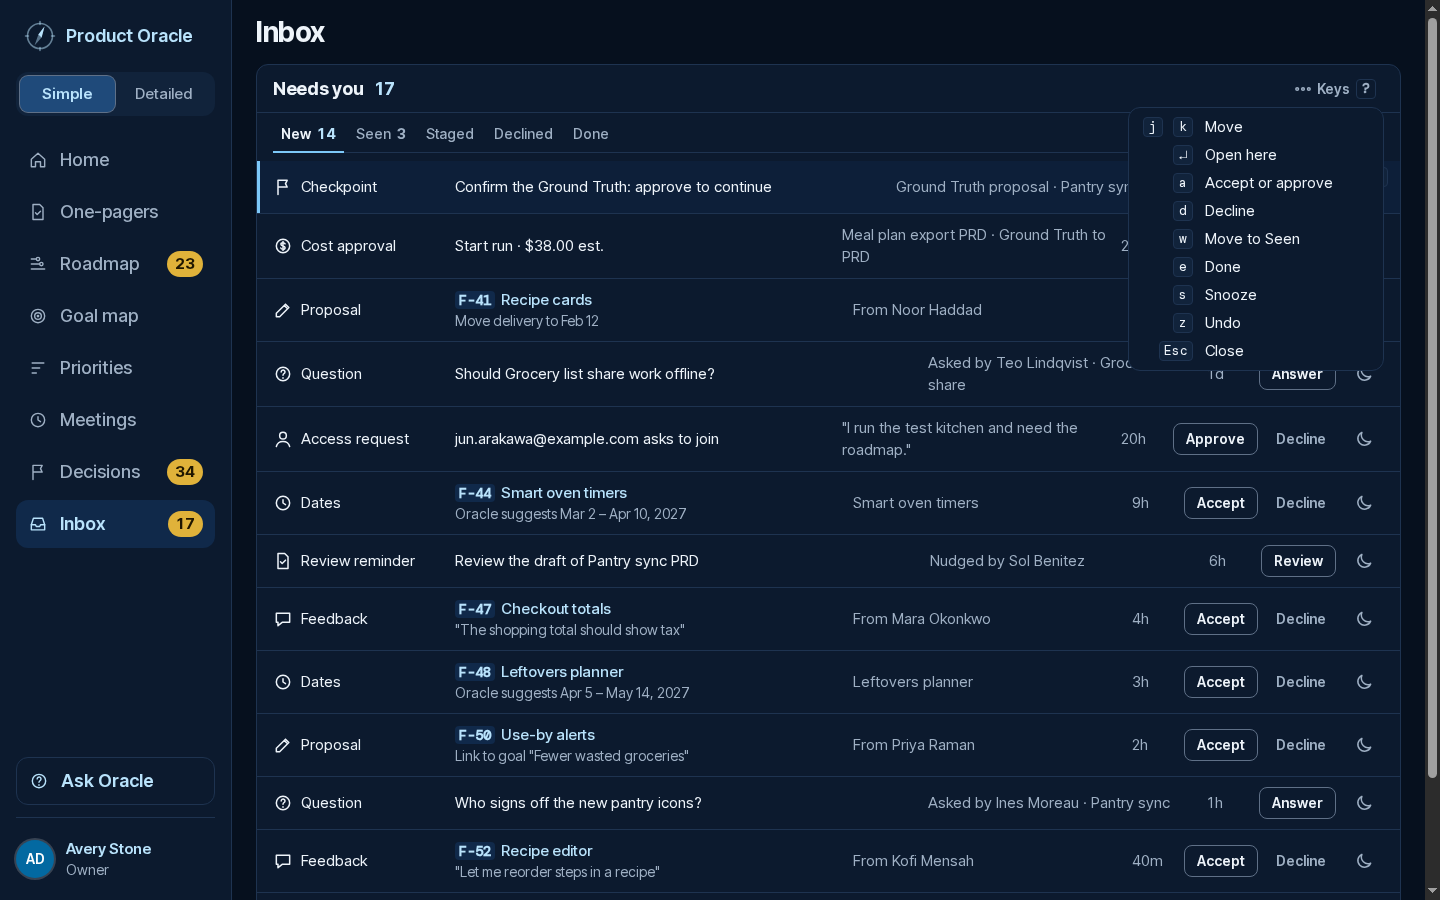 Product Oracle
Simple
Detailed
Home
One-pagers
Roadmap 23
Goal map
Priorities
Meetings
Decisions 34
Inbox 17
Ask Oracle
AD
Avery Stone
Owner
Inbox
Needs you 17
Keys ?
New 14
Seen 3
Staged
Declined
Done
j k Move
↵ Open here
a Accept or approve
d Decline
w Move to Seen
e Done
s Snooze
z Undo
Esc Close
Checkpoint
Confirm the Ground Truth: approve to continue
Ground Truth proposal · Pantry
Cost approval
Start run · $38.00 est.
Meal plan export PRD · Ground Truth to
PRD
Proposal
F-41 Recipe cards
Move delivery to Feb 12
From Noor Haddad
Question
Should Grocery list share work offline?
Asked by Teo Lindqvist ·
share
1d
Answer
Access request
jun.arakawa@example.com asks to join
"I run the test kitchen and need the
roadmap."
20h
Approve
Decline
Dates
F-44 Smart oven timers
Oracle suggests Mar 2 – Apr 10, 2027
Smart oven timers
9h
Accept
Decline
Review reminder
Review the draft of Pantry sync PRD
Nudged by Sol Benitez
6h
Review
Feedback
F-47 Checkout totals
"The shopping total should show tax"
From Mara Okonkwo
4h
Accept
Decline
Dates
F-48 Leftovers planner
Oracle suggests Apr 5 – May 14, 2027
Leftovers planner
3h
Accept
Decline
Proposal
F-50 Use-by alerts
Link to goal "Fewer wasted groceries"
From Priya Raman
2h
Accept
Decline
Question
Who signs off the new pantry icons?
Asked by Ines Moreau · Pantry sync
1h
Answer
Feedback
F-52 Recipe editor
"Let me reorder steps in a recipe"
From Kofi Mensah
40m
Accept
Decline